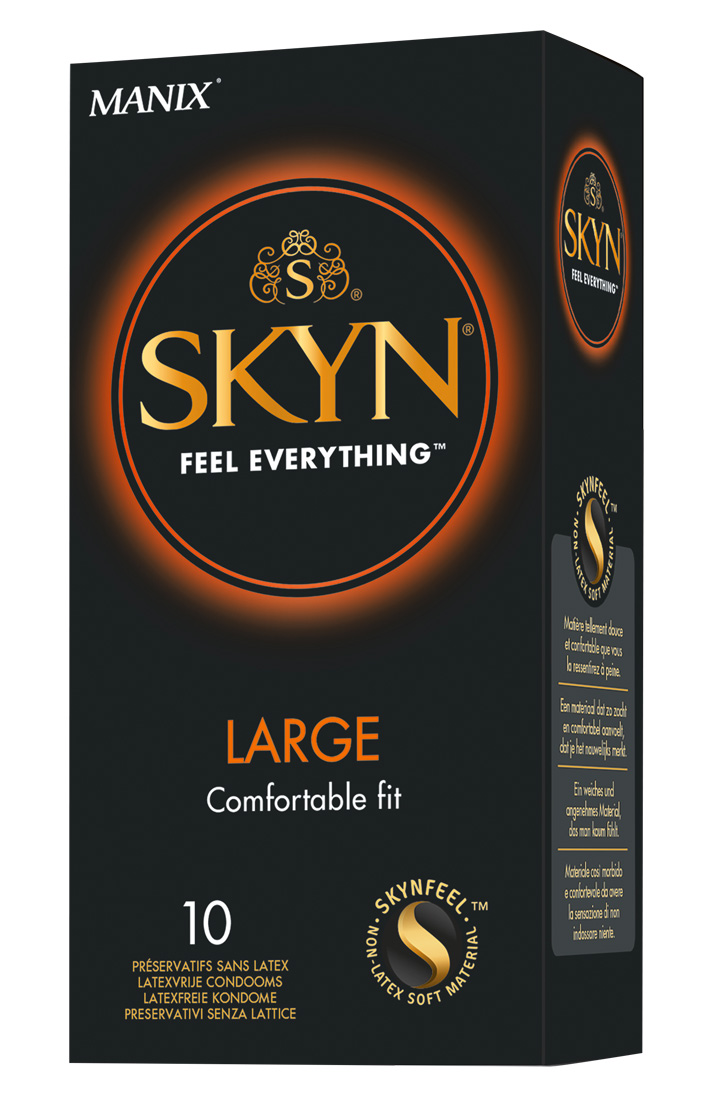 MANIX®
S
®
SKYN®
FEEL EVERYTHING™
LARGE
Comfortable fit
10
PRÉSERVATIFS SANS LATEX
LATEXVRIJE CONDOOMS
LATEXFREIE KONDOME
PRESERVATIVI SENZA LATTICE
SKYNFEEL™
NON-LATEX SOFT MATERIAL
S
SKYN
FEEL EVERYTHING™
SKYNFEEL™
NON-LATEX SOFT MATERIAL
Matière tellement douce
et confortable que vous
la ressentirez à peine.
Een materiaal dat zo zacht
en comfortabel aanvoelt,
dat je het nauwelijks merkt.
Ein weiches und
angenehmes Material,
das man kaum fühlt.
Materiale così morbido
e confortevole da avere
la sensazione di non
indossare niente.